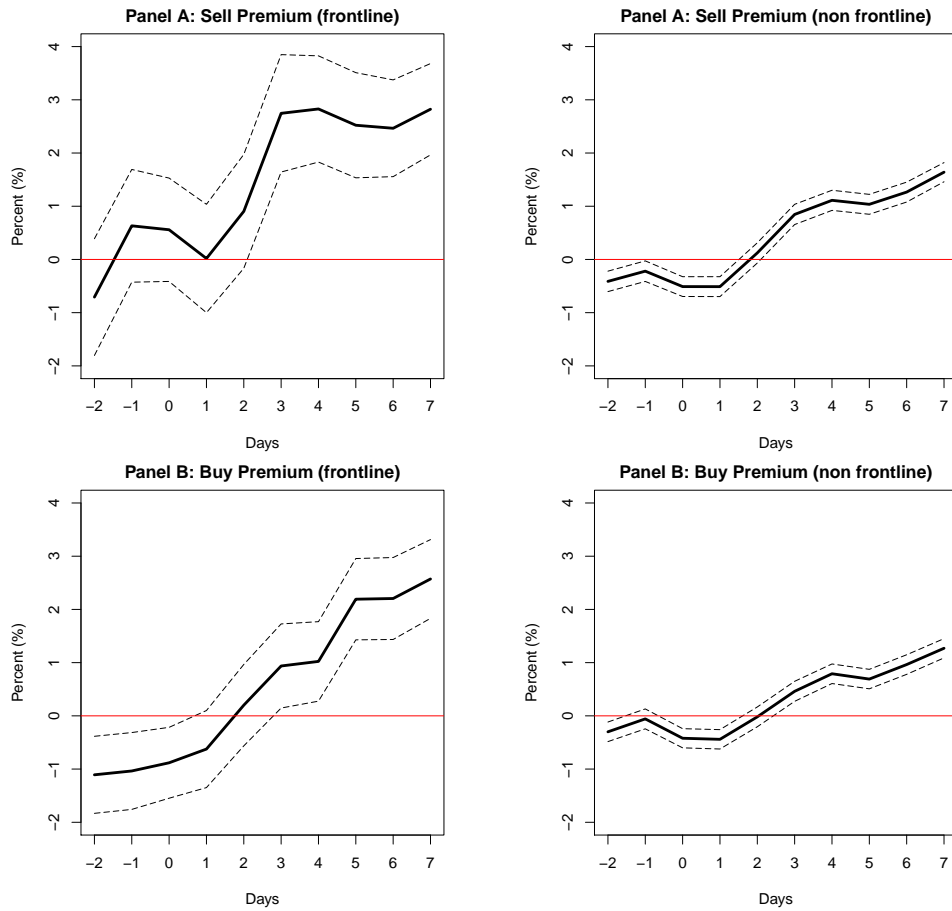 Panel A: Sell Premium (frontline)
Percent (%)
4
3
2
1
0
−1
−2
−2 −1 0 1 2 3 4 5 6 7
Days
Panel A: Sell Premium (non frontline)
Percent (%)
4
3
2
1
0
−1
−2
−2 −1 0 1 2 3 4 5 6 7
Days
Panel B: Buy Premium (frontline)
Percent (%)
4
3
2
1
0
−1
−2
−2 −1 0 1 2 3 4 5 6 7
Days
Panel B: Buy Premium (non frontline)
Percent (%)
4
3
2
1
0
−1
−2
−2 −1 0 1 2 3 4 5 6 7
Days